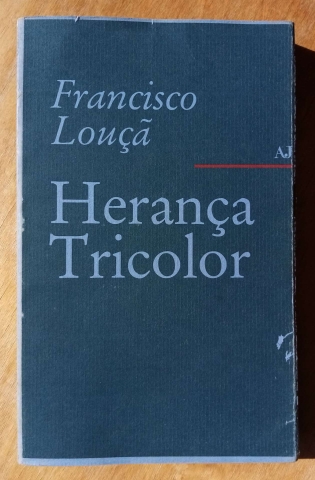 Francisco
Louçã
AJ
Herança
Tricolor